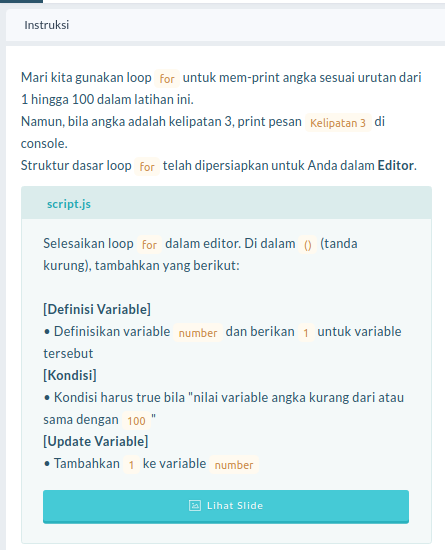 Instruksi
Mari kita gunakan loop for untuk mem-print angka sesuai urutan dari
1 hingga 100 dalam latihan ini.
Namun, bila angka adalah kelipatan 3, print pesan Kelipatan 3 di
console.
Struktur dasar loop for telah dipersiapkan untuk Anda dalam Editor.
script.js
Selesaikan loop for dalam editor. Di dalam () (tanda
kurung), tambahkan yang berikut:
[Definisi Variable]
• Definisikan variable number dan berikan 1 untuk variable
tersebut
[Kondisi]
• Kondisi harus true bila "nilai variable angka kurang dari atau
sama dengan 100 "
[Update Variable]
• Tambahkan 1 ke variable number
Lihat Slide